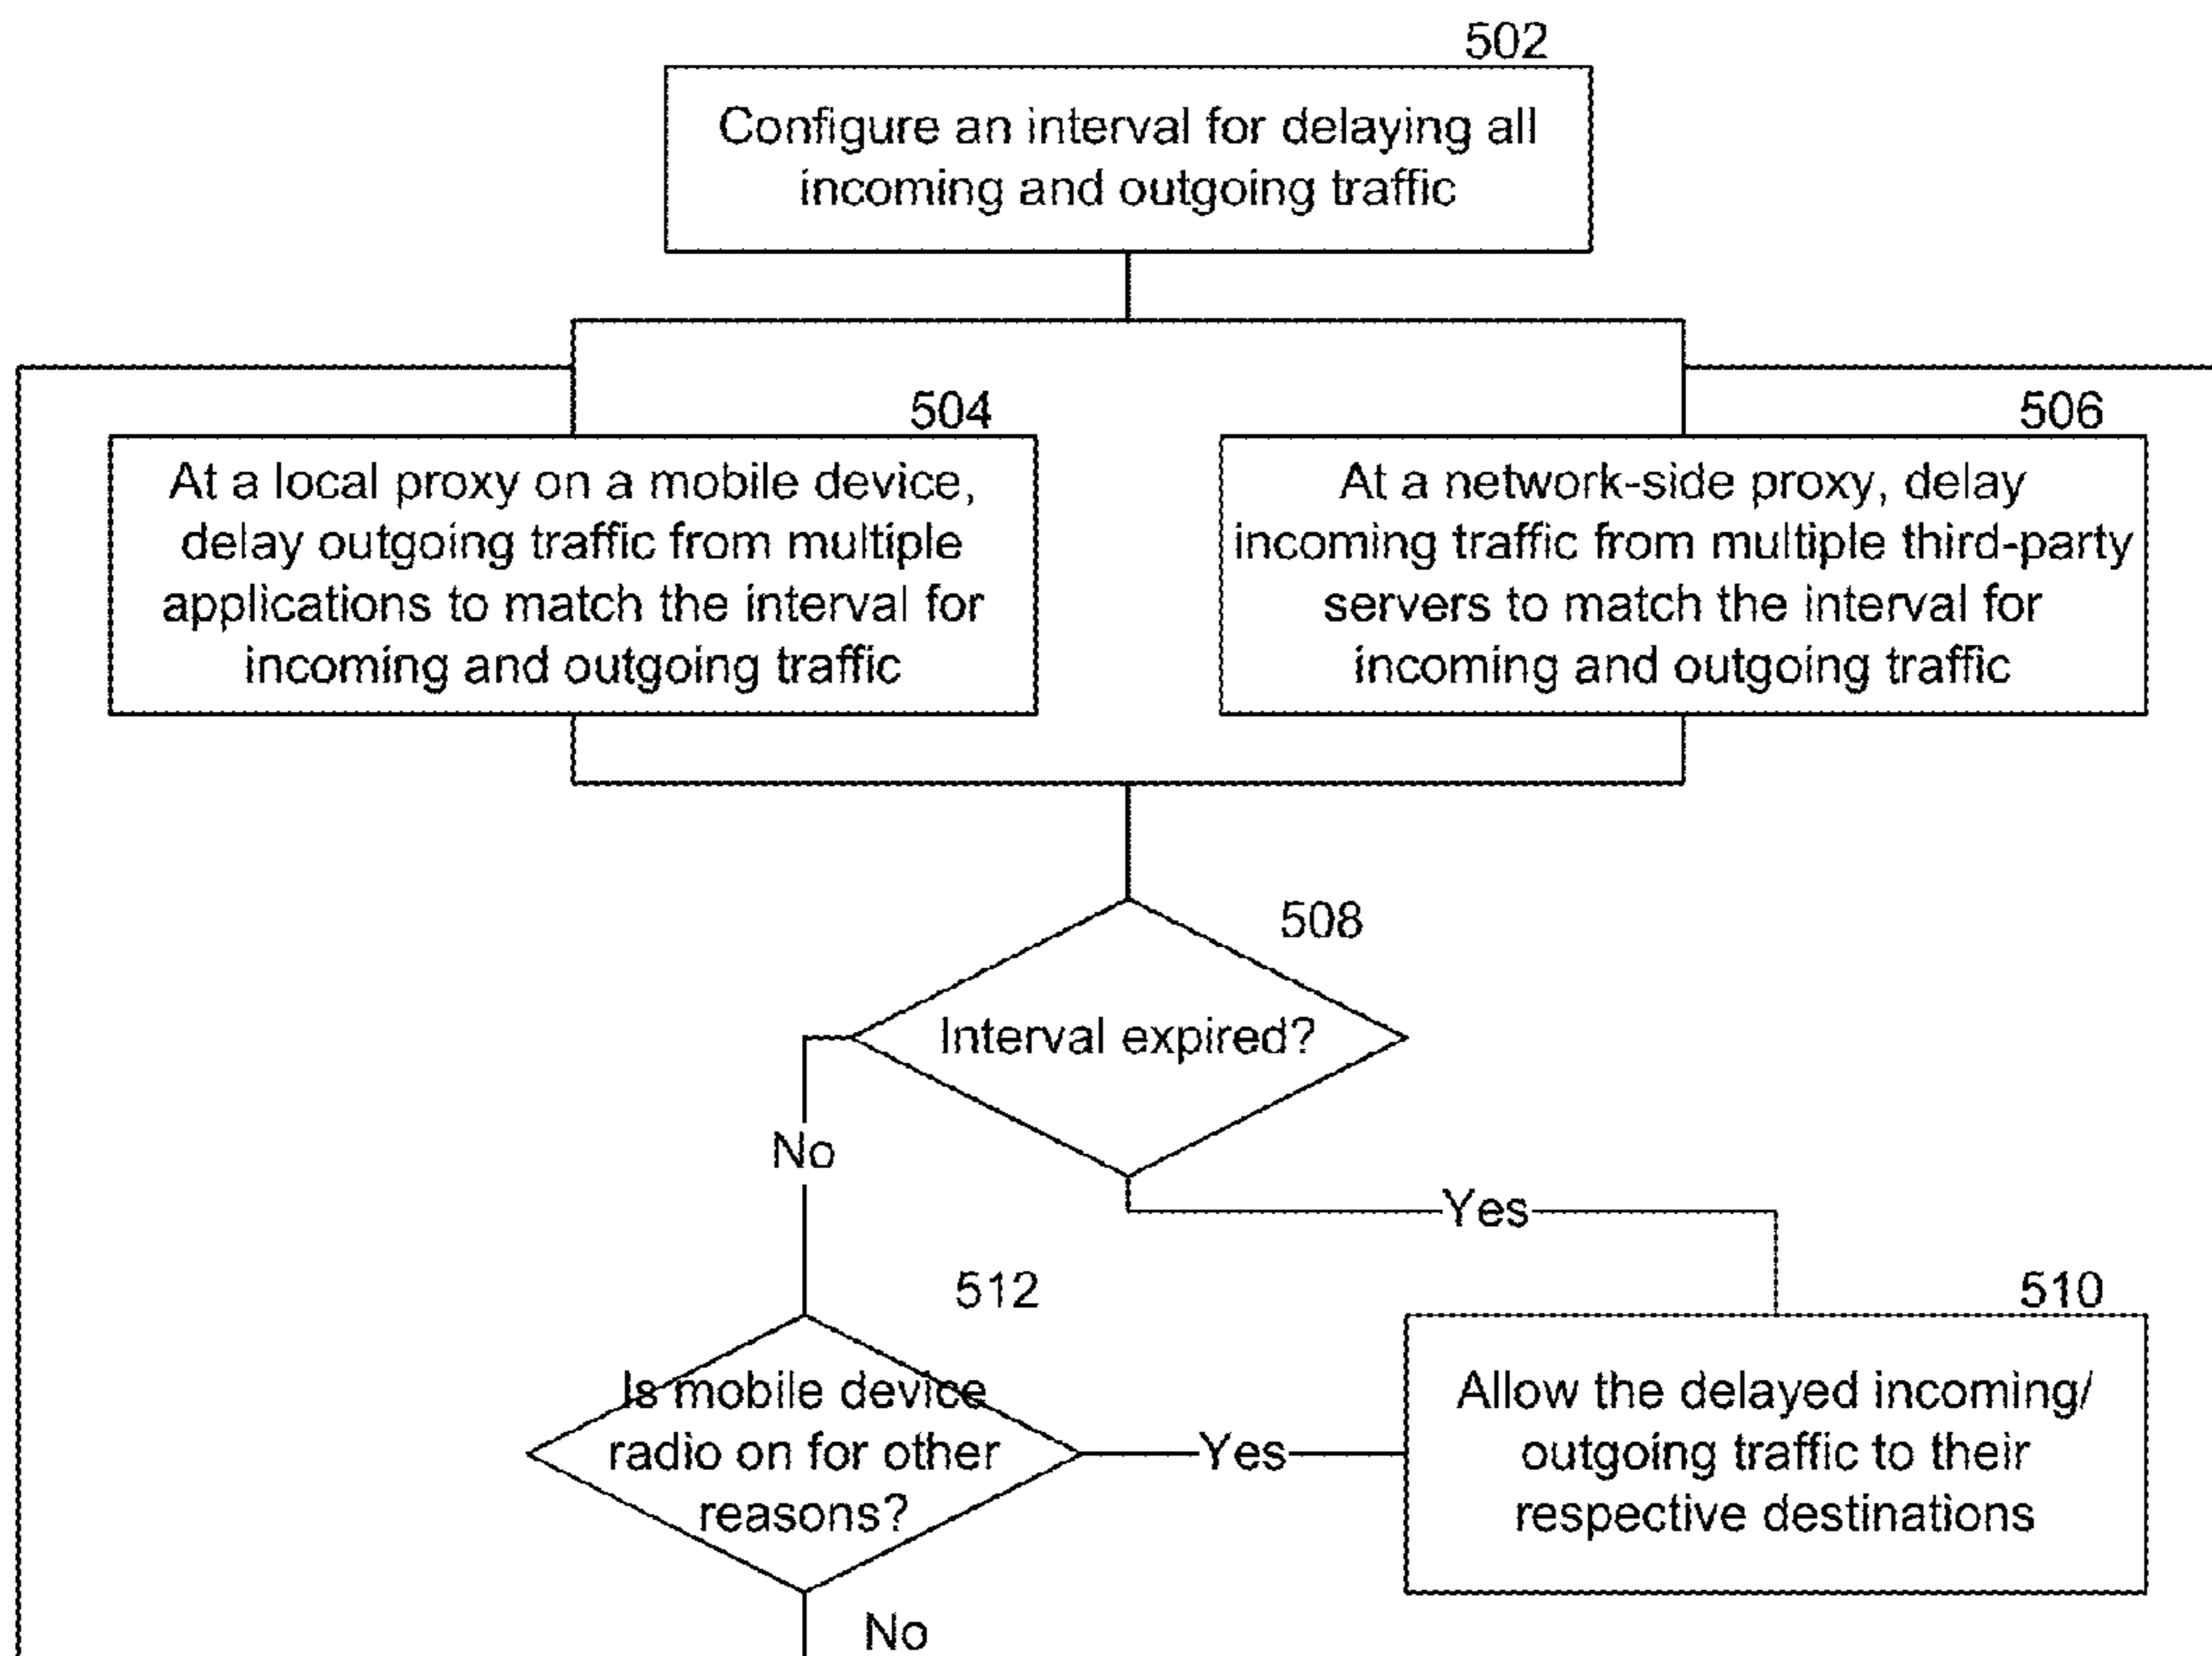 502
Configure an interval for delaying all
incoming and outgoing traffic
504
At a local proxy on a mobile device,
delay outgoing traffic from multiple
applications to match the interval for
incoming and outgoing traffic
506
At a network-side proxy, delay
incoming traffic from multiple third-party
servers to match the interval for
incoming and outgoing traffic
508
Interval expired?
No
Yes
512
Is mobile device
radio on for other
reasons?
Yes
510
Allow the delayed incoming/
outgoing traffic to their
respective destinations
No